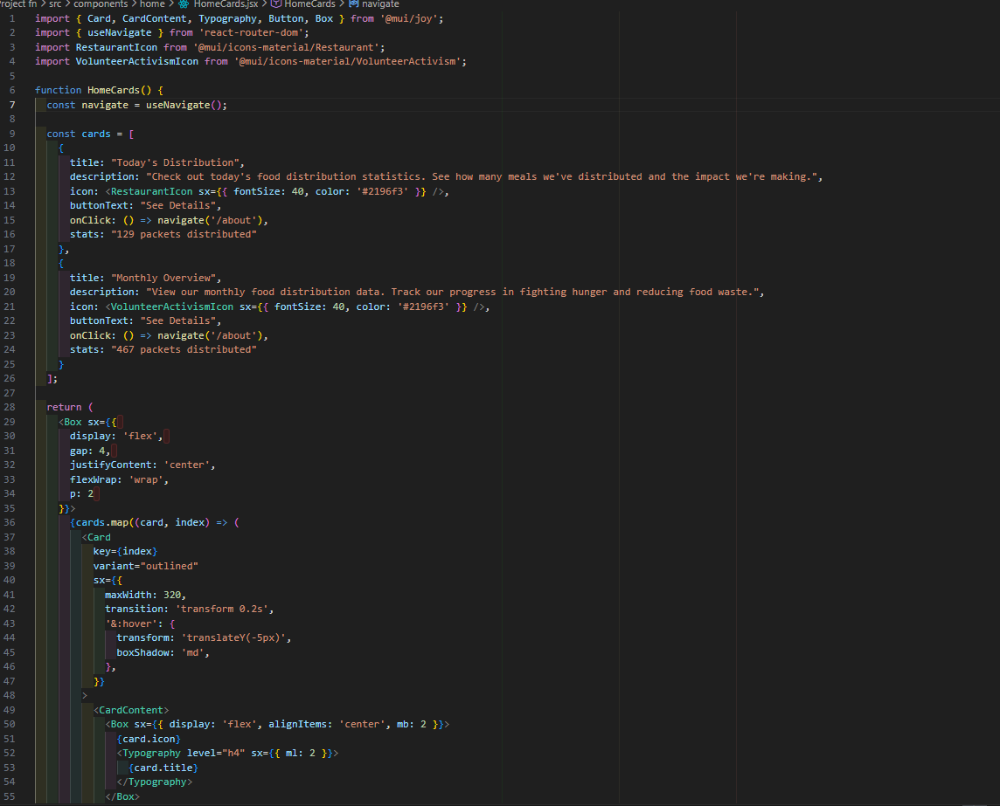 Project fn > src > components > home > HomeCards.jsx > HomeCards > navigate
1 import { Card, CardContent, Typography, Button, Box } from '@mui/joy';
2 import { useNavigate } from 'react-router-dom';
3 import RestaurantIcon from '@mui/icons-material/Restaurant';
4 import VolunteerActivismIcon from '@mui/icons-material/VolunteerActivism';
5
6 function HomeCards() {
7   const navigate = useNavigate();
8
9   const cards = [
10     {
11       title: "Today's Distribution",
12       description: "Check out today's food distribution statistics. See how many meals we've distributed and the impact we're making.",
13       icon: <RestaurantIcon sx={{ fontSize: 40, color: '#2196f3' }} />,
14       buttonText: "See Details",
15       onClick: () => navigate('/about'),
16       stats: "129 packets distributed"
17     },
18     {
19       title: "Monthly Overview",
20       description: "View our monthly food distribution data. Track our progress in fighting hunger and reducing food waste.",
21       icon: <VolunteerActivismIcon sx={{ fontSize: 40, color: '#2196f3' }} />,
22       buttonText: "See Details",
23       onClick: () => navigate('/about'),
24       stats: "467 packets distributed"
25     }
26   ];
27
28   return (
29     <Box sx={{
30       display: 'flex',
31       gap: 4,
32       justifyContent: 'center',
33       flexWrap: 'wrap',
34       p: 2
35     }}>
36       {cards.map((card, index) => (
37         <Card
38           key={index}
39           variant="outlined"
40           sx={{
41             maxWidth: 320,
42             transition: 'transform 0.2s',
43             '&:hover': {
44               transform: 'translateY(-5px)',
45               boxShadow: 'md',
46             },
47           }}
48         >
49           <CardContent>
50             <Box sx={{ display: 'flex', alignItems: 'center', mb: 2 }}>
51               {card.icon}
52               <Typography level="h4" sx={{ ml: 2 }}>
53                 {card.title}
54               </Typography>
55             </Box>